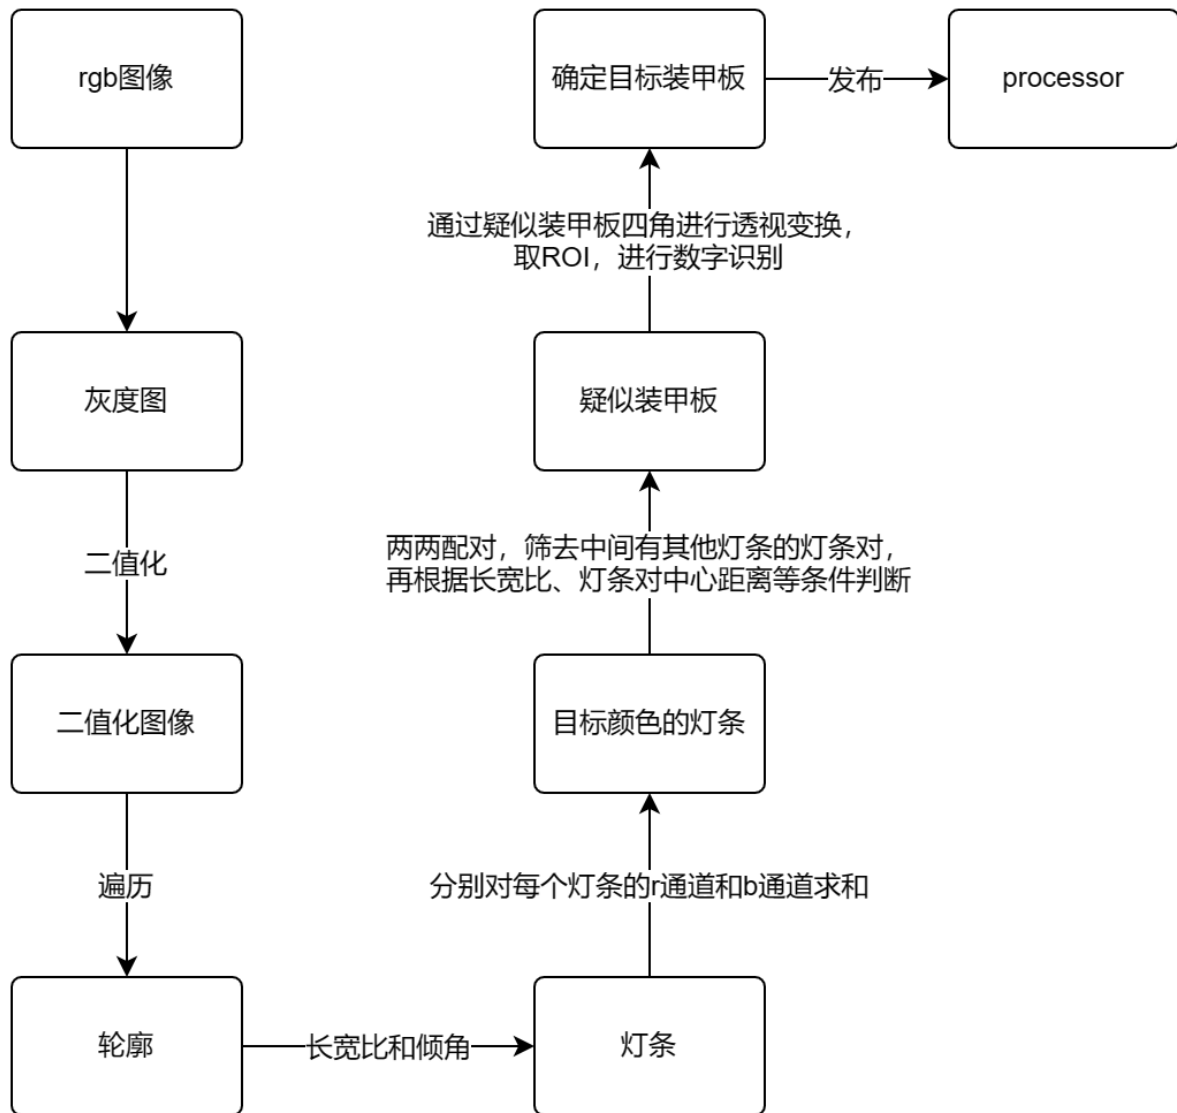 rgb图像
灰度图
二值化
二值化图像
遍历
轮廓
长宽比和倾角
灯条
分别对每个灯条的r通道和b通道求和
目标颜色的灯条
两两配对，筛去中间有其他灯条的灯条对，
再根据长宽比、灯条对中心距离等条件判断
疑似装甲板
通过疑似装甲板四角进行透视变换，
取ROI，进行数字识别
确定目标装甲板
发布
processor